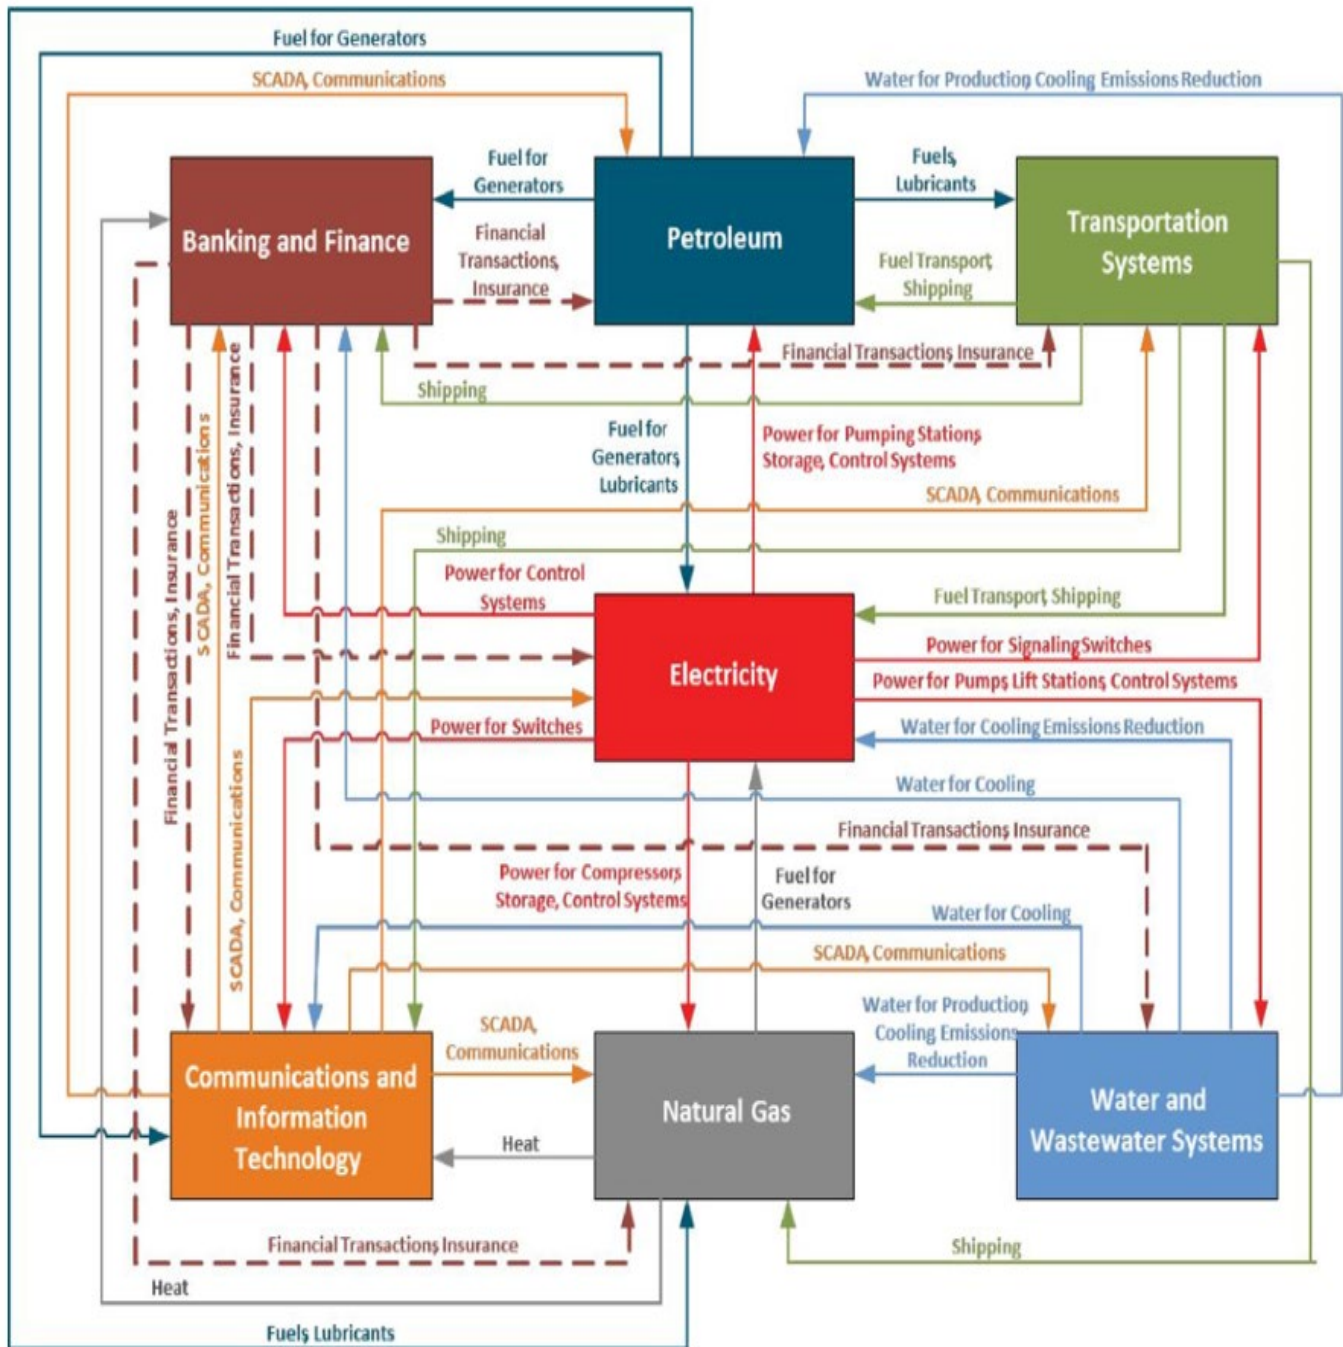 Fuel for Generators
SCADA, Communications
Water for Production, Cooling Emissions Reduction
Fuel for
Generators
Fuels,
Lubricants
Banking and Finance
Petroleum
Transportation
Systems
Financial
Transactions,
Insurance
Fuel Transport,
Shipping
Financial Transactions, Insurance
Shipping
Fuel for
Generators,
Lubricants
Power for Pumping Stations,
Storage, Control Systems
SCADA, Communications
Financial Transactions, Insurance
SCADA, Communications
Financial Transactions, Insurance
Shipping
Power for Control
Systems
Fuel Transport, Shipping
Electricity
Power for Signaling Switches
Power for Pumps, Lift Stations, Control Systems
Power for Switches
Water for Cooling Emissions Reduction
SCADA, Communications
Water for Cooling
Financial Transactions, Insurance
Power for Compressors,
Storage, Control Systems
Fuel for
Generators
Water for Cooling
SCADA, Communications
Water for Production,
Cooling Emissions
Reduction
SCADA,
Communications
Communications and
Information
Technology
Natural Gas
Water and
Wastewater Systems
Heat
Financial Transactions, Insurance
Shipping
Heat
Fuels, Lubricants